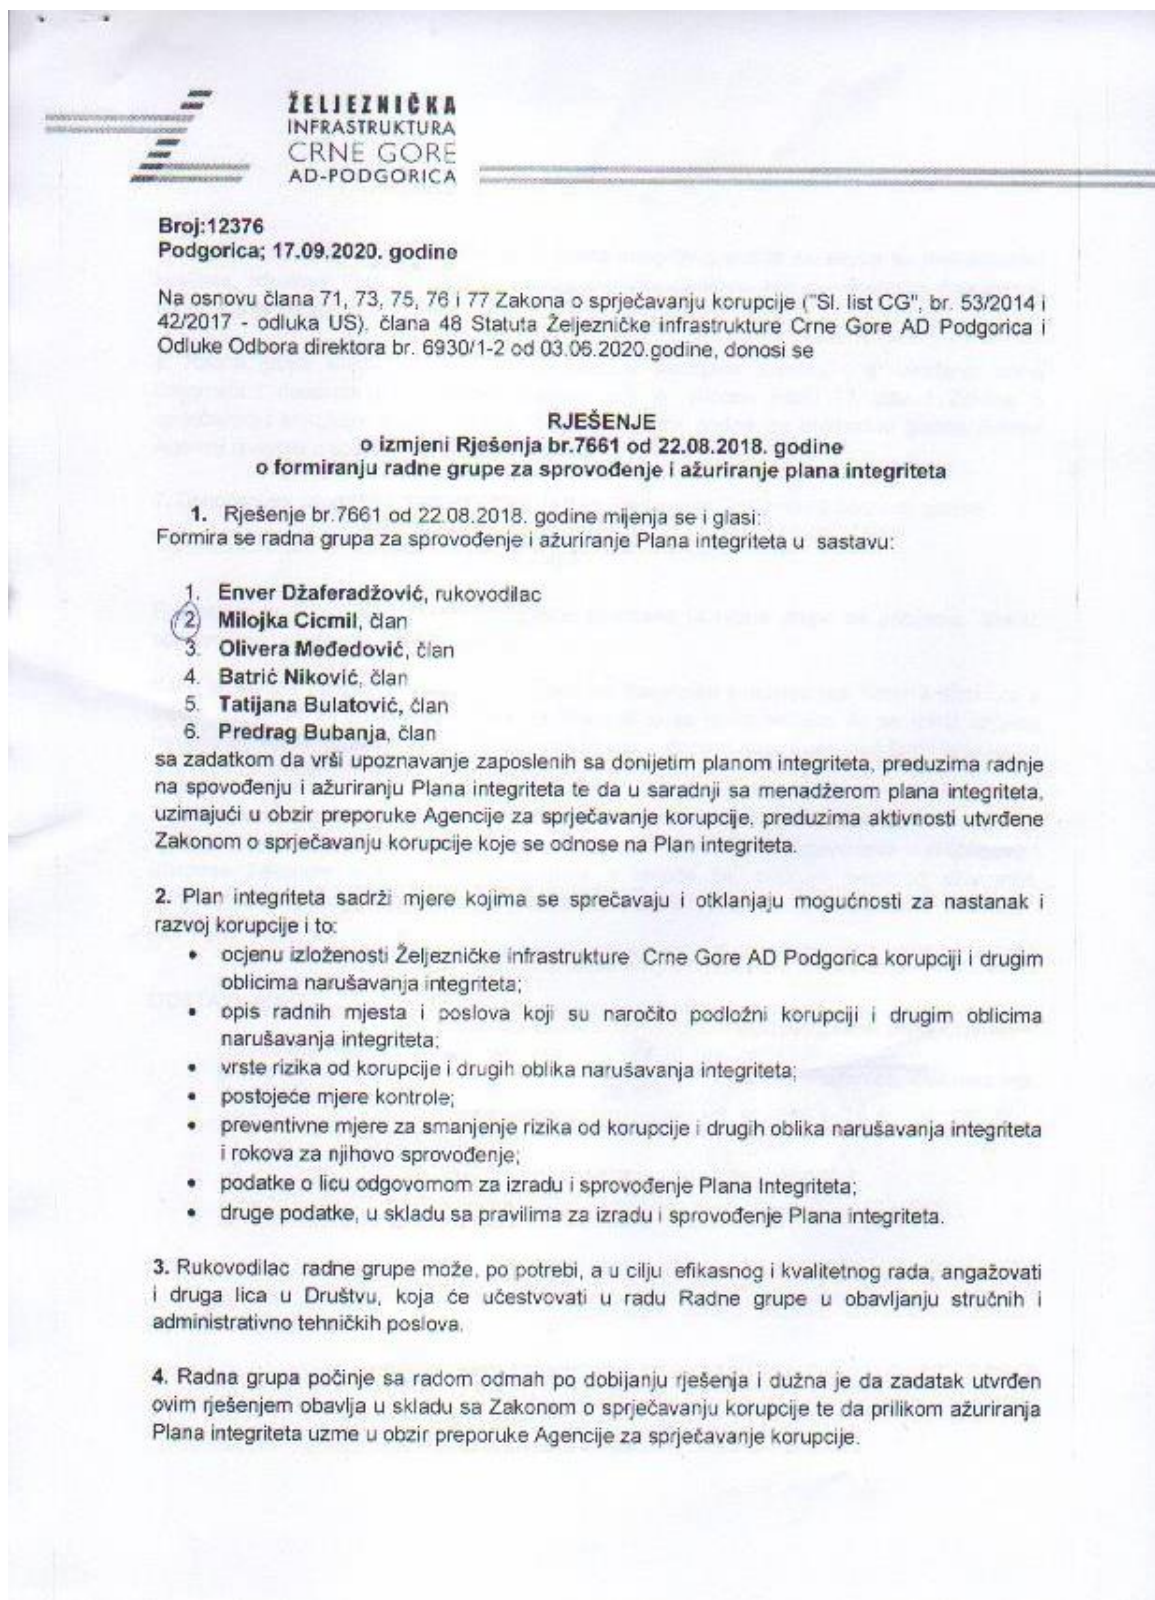 ŽELJEZNIČKA
INFRASTRUKTURA
CRNE GORE
AD-PODGORICA
Broj:12376
Podgorica; 17.09.2020. godine
Na osnovu člana 71, 73, 75, 76 i 77 Zakona o sprječavanju korupcije ("Sl. list CG", br. 53/2014 i
42/2017 - odluka US), člana 48 Statuta Željezničke infrastrukture Crne Gore AD Podgorica i
Odluke Odbora direktora br. 6930/1-2 od 03.06.2020.godine, donosi se
RJEŠENJE
o izmjeni Rješenja br.7661 od 22.08.2018. godine
o formiranju radne grupe za sprovođenje i ažuriranje plana integriteta
1. Rješenje br.7661 od 22.08.2018. godine mijenja se i glasi:
Formira se radna grupa za sprovođenje i ažuriranje Plana integriteta u sastavu:
1. Enver Džaferadžović, rukovodilac
2) Milojka Cicmil, član
3. Olivera Međedović, član
4. Batrić Niković, član
5. Tatijana Bulatović, član
6. Predrag Bubanja, član
sa zadatkom da vrši upoznavanje zaposlenih sa donijetim planom integriteta, preduzima radnje
na spovođenju i ažuriranju Plana integriteta te da u saradnji sa menadžerom plana integriteta,
uzimajući u obzir preporuke Agencije za sprječavanje korupcije, preduzima aktivnosti utvrđene
Zakonom o sprječavanju korupcije koje se odnose na Plan integriteta.
2. Plan integriteta sadrži mjere kojima se sprečavaju i otklanjaju mogućnosti za nastanak i
razvoj korupcije i to:
• ocjenu izloženosti Željezničke infrastrukture Crne Gore AD Podgorica korupciji i drugim
oblicima narušavanja integriteta;
• opis radnih mjesta i poslova koji su naročito podložni korupciji i drugim oblicima
narušavanja integriteta;
• vrste rizika od korupcije i drugih oblika narušavanja integriteta;
• postojeće mjere kontrole;
• preventivne mjere za smanjenje rizika od korupcije i drugih oblika narušavanja integriteta
i rokova za njihovo sprovođenje;
• podatke o licu odgovornom za izradu i sprovođenje Plana Integriteta;
• druge podatke, u skladu sa pravilima za izradu i sprovođenje Plana integriteta.
3. Rukovodilac radne grupe može, po potrebi, a u cilju efikasnog i kvalitetnog rada, angažovati
i druga lica u Društvu, koja će učestvovati u radu Radne grupe u obavljanju stručnih i
administrativno tehničkih poslova.
4. Radna grupa počinje sa radom odmah po dobijanju rješenja i dužna je da zadatak utvrđen
ovim rješenjem obavlja u skladu sa Zakonom o sprječavanju korupcije te da prilikom ažuriranja
Plana integriteta uzme u obzir preporuke Agencije za sprječavanje korupcije.